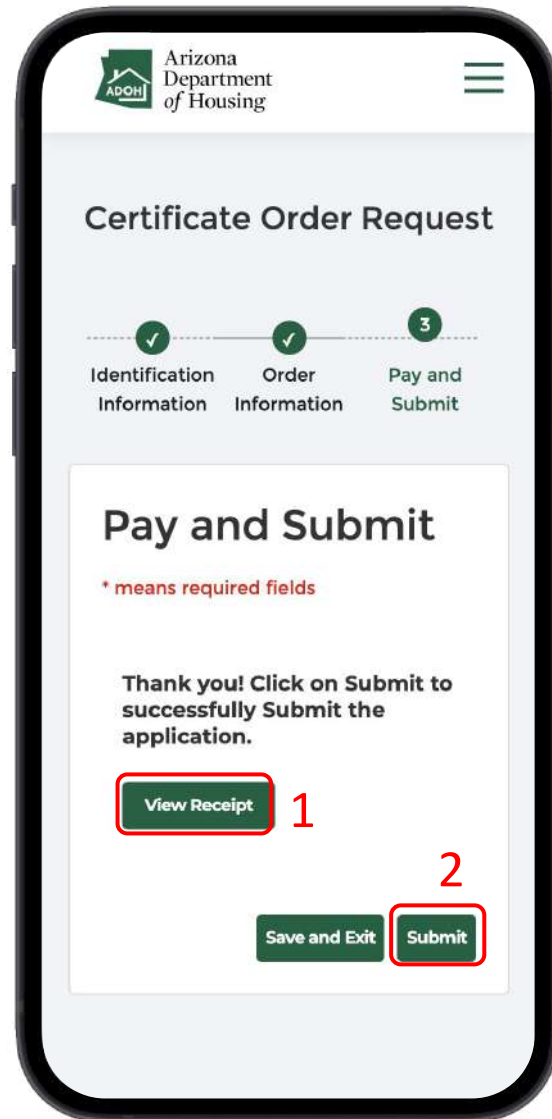 Arizona
Department
of Housing
ADOH
Certificate Order Request
3
Identification
Information
Order
Information
Pay and
Submit
Pay and Submit
* means required fields
Thank you! Click on Submit to
successfully Submit the
application.
View Receipt
1
2
Save and Exit
Submit